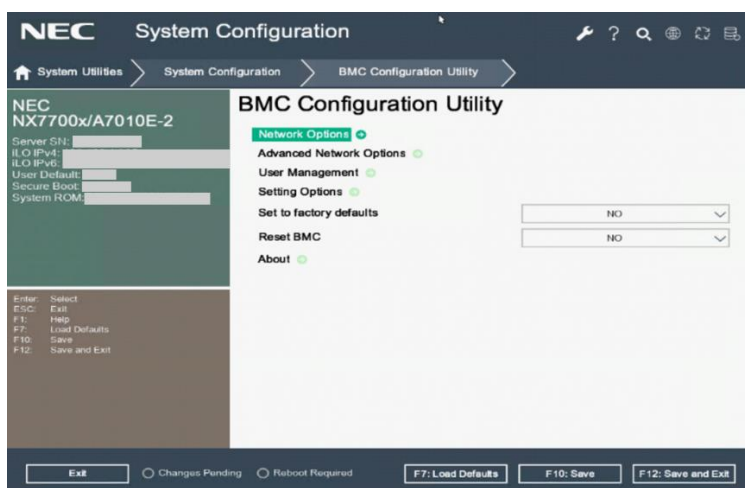 NEC System Configuration
?
System Utilities System Configuration BMC Configuration Utility
NEC
NX7700x/A7010E-2
Server SN:
iLO IPv4:
iLO IPv6:
User Default:
Secure Boot:
System ROM:
Enter: Select
ESC: Exit
F1: Help
F7: Load Defaults
F10: Save
F12: Save and Exit
BMC Configuration Utility
Network Options
Advanced Network Options
User Management
Setting Options
Set to factory defaults NO
Reset BMC NO
About
Exit Changes Pending Reboot Required F7: Load Defaults F10: Save F12: Save and Exit